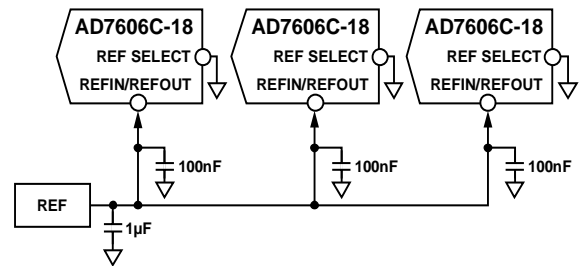 AD7606C-18 AD7606C-18 AD7606C-18
REF SELECT REF SELECT REF SELECT
REFIN/REFOUT REFIN/REFOUT REFIN/REFOUT
100nF 100nF 100nF
REF
1µF